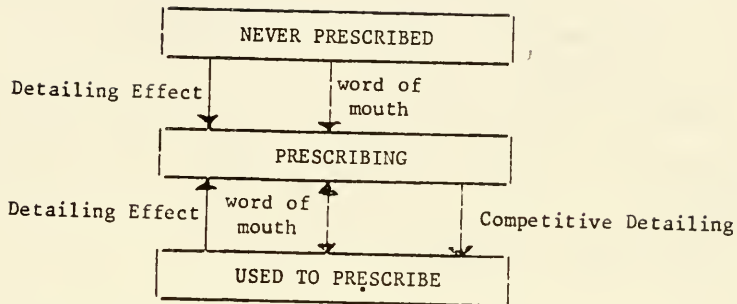 NEVER PRESCRIBED
Detailing Effect
word of
mouth
PRESCRIBING
Detailing Effect
word of
mouth
Competitive Detailing
USED TO PRESCRIBE